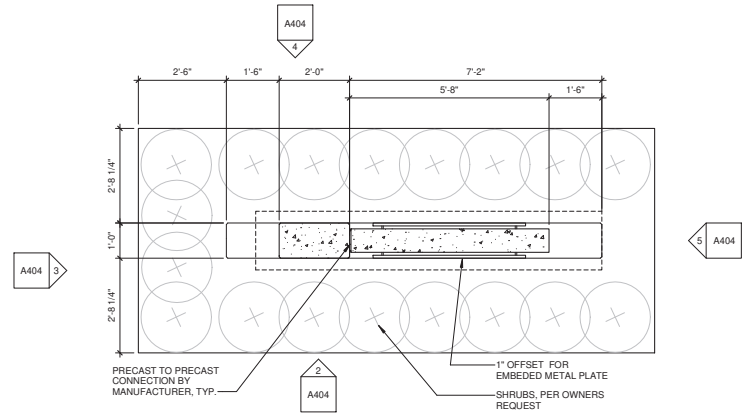 A404
4
2'-6"
1'-6"
2'-0"
7'-2"
5'-8"
1'-6"
2'-8 1/4"
1'-0"
2'-8 1/4"
A404
3
5
A404
PRECAST TO PRECAST
CONNECTION BY
MANUFACTURER, TYP.
2
A404
1" OFFSET FOR
EMBEDED METAL PLATE
SHRUBS, PER OWNERS
REQUEST